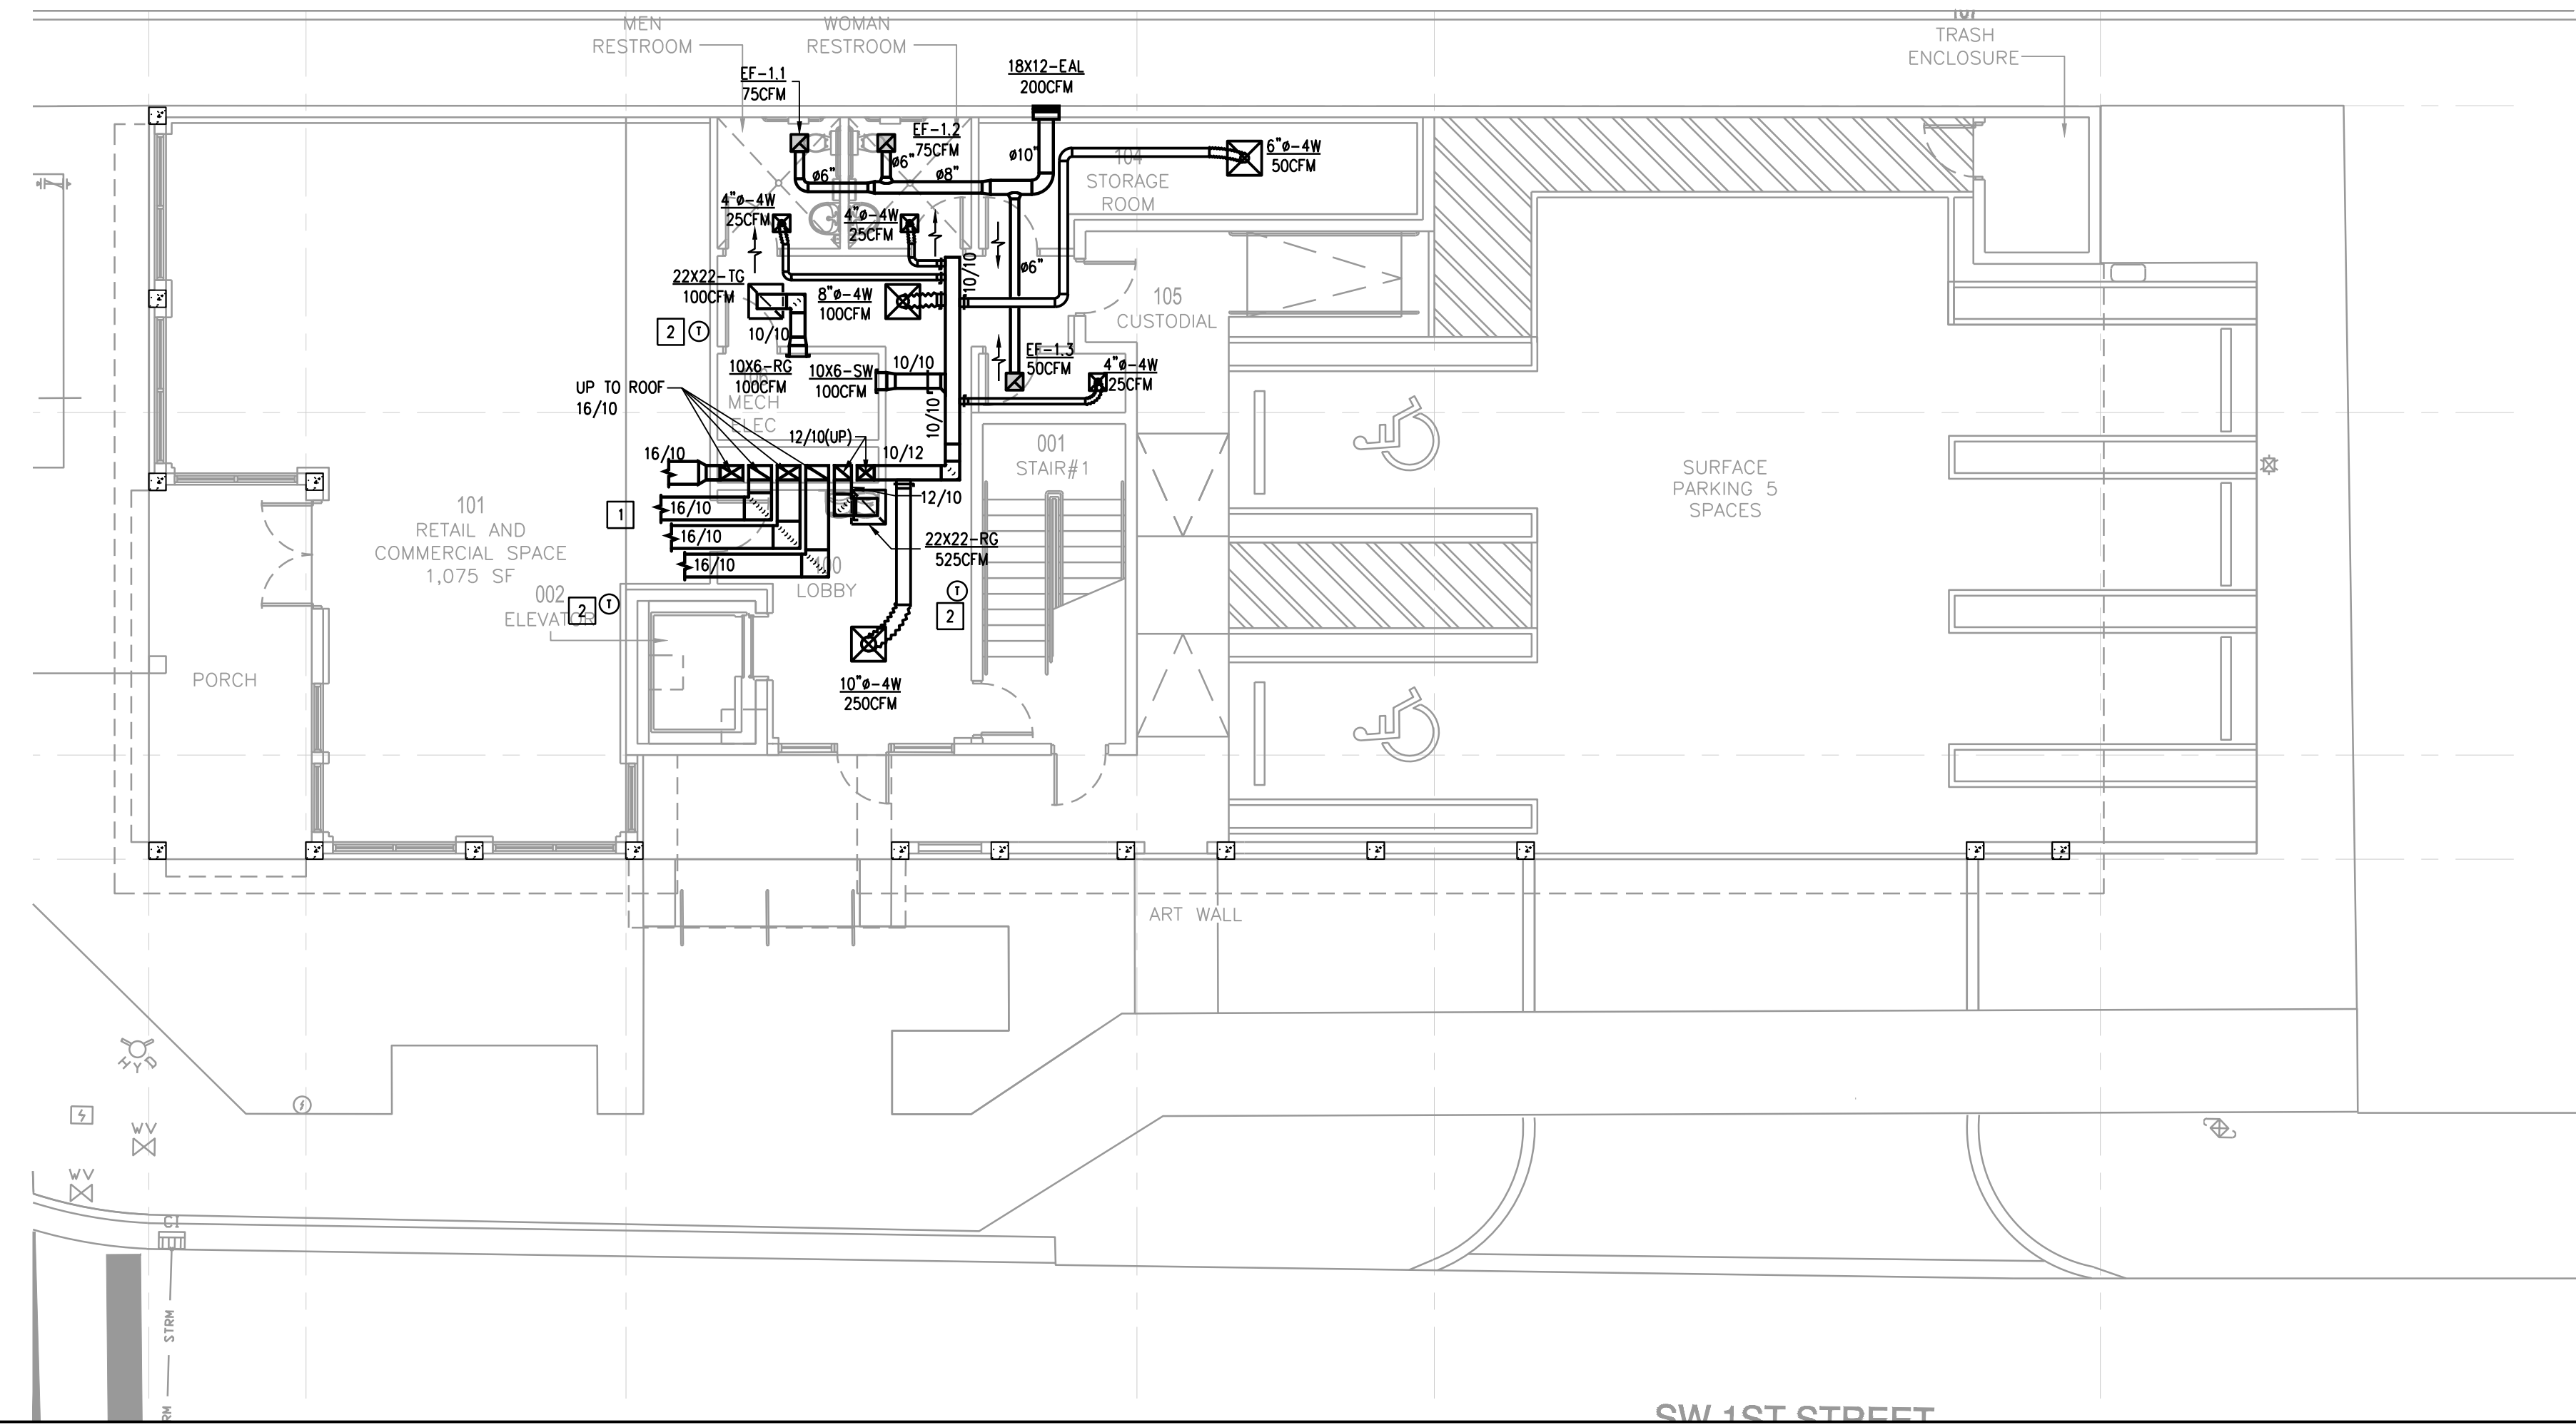 MEN
RESTROOM
WOMAN
RESTROOM
TRASH
ENCLOSURE
EF-1.1
75CFM
18X12-EAL
200CFM
EF-1.2
75CFM
ø6"
ø6"
ø8"
ø10"
104
STORAGE
ROOM
6"ø-4W
50CFM
4"ø-4W
25CFM
4"ø-4W
25CFM
10/10
ø6"
22X22-TG
100CFM
8"ø-4W
100CFM
105
CUSTODIAL
2
T
10/10
10X6-RG
100CFM
10X6-SW
100CFM
10/10
EF-1.3
50CFM
4"ø-4W
25CFM
UP TO ROOF
16/10
MECH
ELEC
10/10
12/10(UP)
10/12
16/10
001
STAIR#1
SURFACE
PARKING 5
SPACES
12/10
16/10
16/10
16/10
1
101
RETAIL AND
COMMERCIAL SPACE
1,075 SF
22X22-RG
525CFM
LOBBY
002
ELEVATOR
2
T
T
2
PORCH
10"ø-4W
250CFM
ART WALL
HYD
WV
WV
CI
STRM
RM
SW 1ST STREET